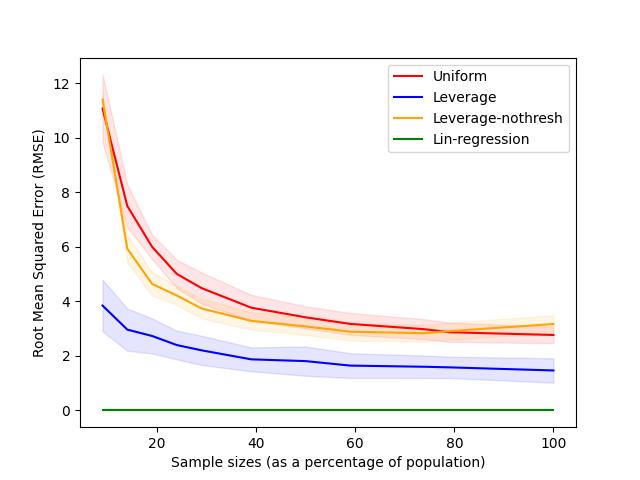 Uniform
Leverage
Leverage-nothresh
Lin-regression
Root Mean Squared Error (RMSE)
12
10
8
6
4
2
0
20 40 60 80 100
Sample sizes (as a percentage of population)